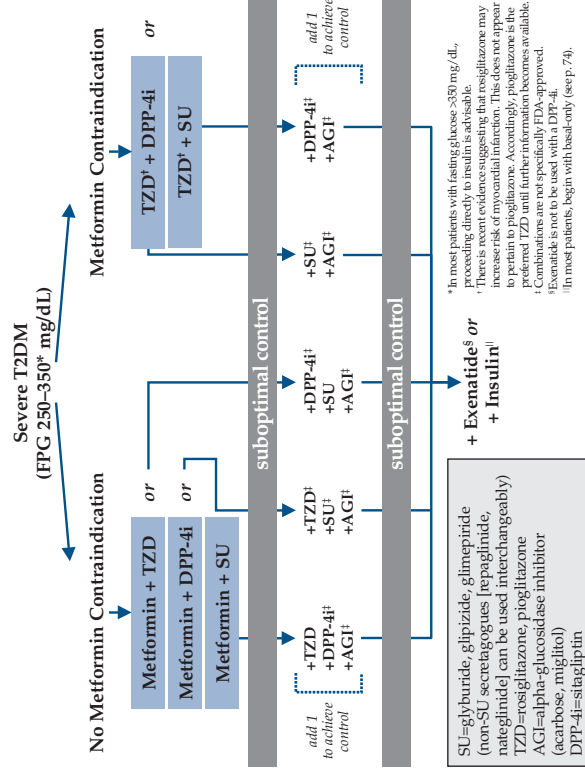 Severe T2DM
(FPG 250–350* mg/dL)
No Metformin Contraindication
Metformin Contraindication
Metformin + TZD
or
Metformin + DPP-4i
or
Metformin + SU
TZD† + DPP-4i
or
TZD† + SU
suboptimal control
add 1
to achieve
control
+TZD
+DPP-4i‡
+AGI‡
+TZD‡
+SU‡
+AGI‡
+DPP-4i‡
+SU
+AGI‡
+SU‡
+AGI‡
+DPP-4i‡
+AGI‡
add 1
to achieve
control
suboptimal control
+ Exenatide§ or
+ Insulin||
SU=glyburide, glipizide, glimepiride
(non-SU secretagogues [repaglinide,
nateglinide] can be used interchangeably)
TZD=rosiglitazone, pioglitazone
AGI=alpha-glucosidase inhibitor
(acarbose, miglitol)
DPP-4i=sitagliptin
* In most patients with fasting glucose >350 mg/dL,
proceeding directly to insulin is advisable.
† There is recent evidence suggesting that rosiglitazone may
increase risk of myocardial infarction. This does not appear
to pertain to pioglitazone. Accordingly, pioglitazone is the
preferred TZD until further information becomes available.
‡ Combinations are not specifically FDA-approved.
§ Exenatide is not to be used with a DPP-4i.
|| In most patients, begin with basal-only (see p. 74).